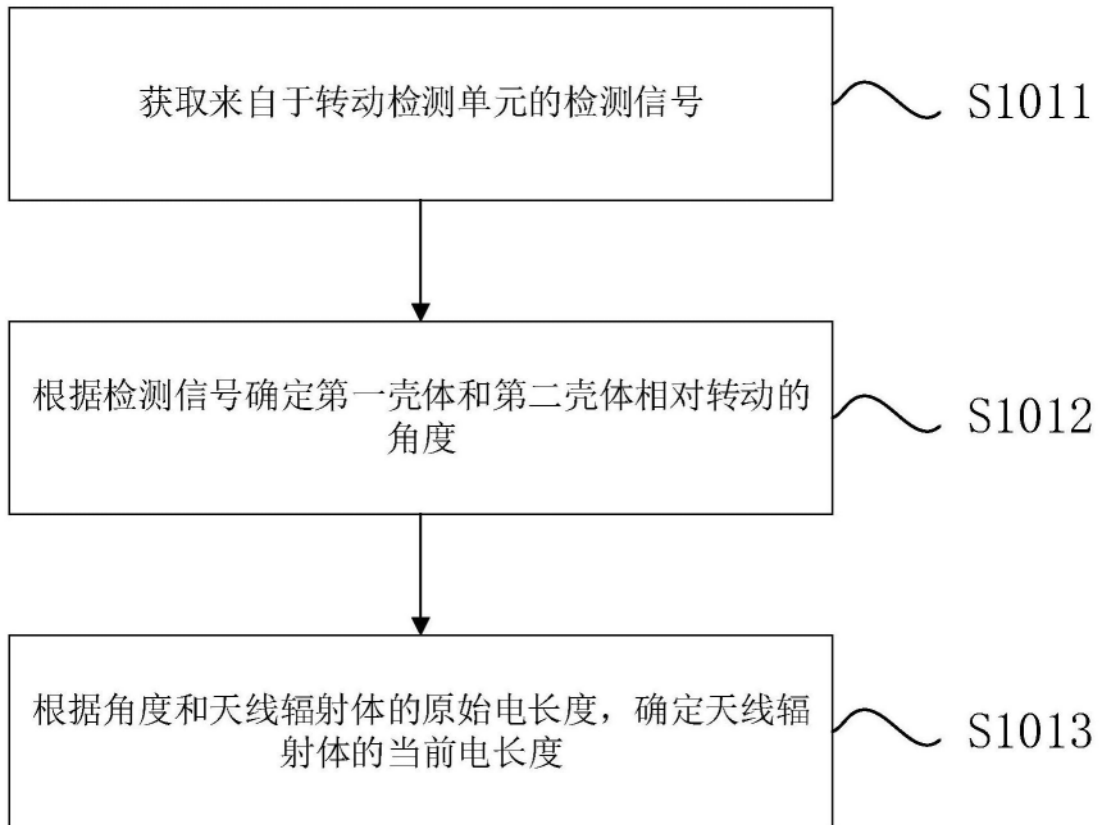 获取来自于转动检测单元的检测信号
S1011
根据检测信号确定第一壳体和第二壳体相对转动的
角度
S1012
根据角度和天线辐射体的原始电长度，确定天线辐
射体的当前电长度
S1013